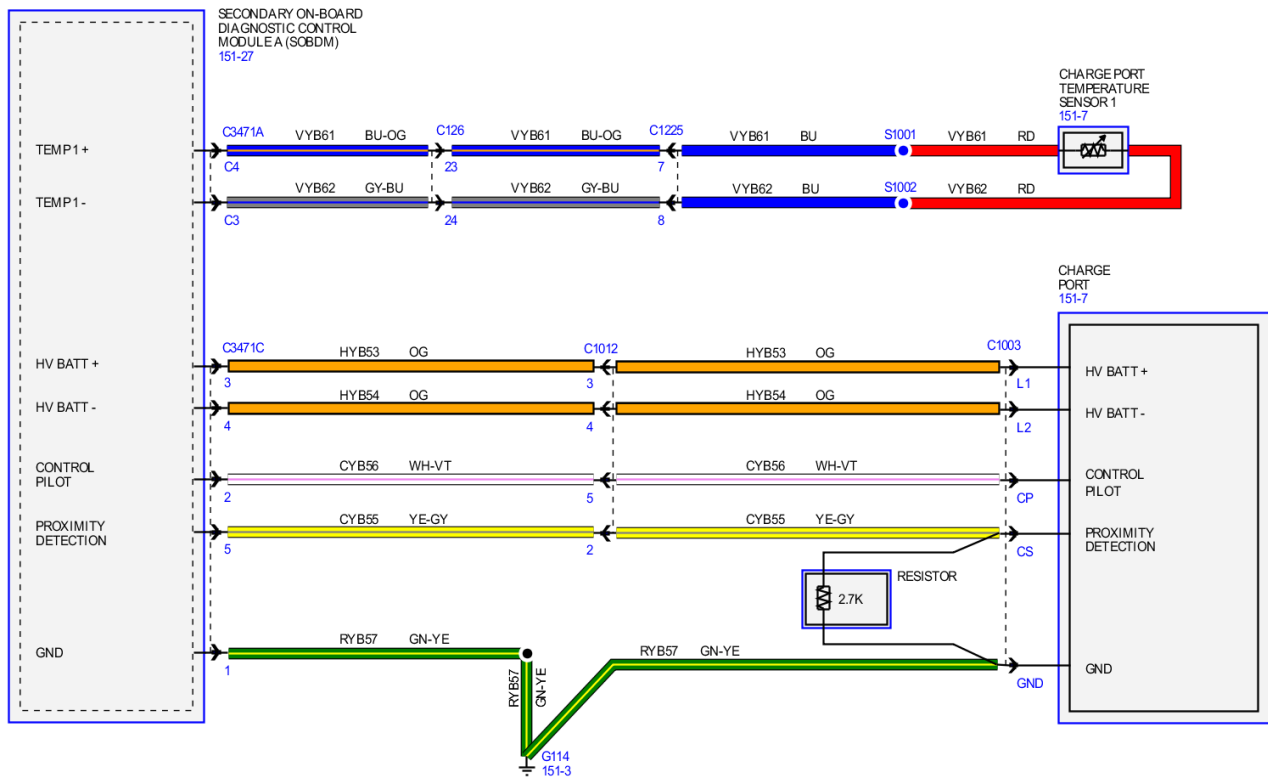 SECONDARY ON-BOARD
DIAGNOSTIC CONTROL
MODULE A (SOBDM)
151-27
CHARGE PORT
TEMPERATURE
SENSOR 1
151-7
C3471A VYB61 BU-OG C126 VYB61 BU-OG C1225 VYB61 BU S1001 VYB61 RD
TEMP1 +
C4 23 7
VYB62 GY-BU VYB62 GY-BU VYB62 BU S1002 VYB62 RD
TEMP1 -
C3 24 8
CHARGE
PORT
151-7
C3471C HYB53 OG C1012 HYB53 OG C1003
HV BATT + HV BATT +
3 3 L1
HYB54 OG HYB54 OG
HV BATT - HV BATT -
4 4 L2
CONTROL
PILOT
CYB56 WH-VT CYB56 WH-VT
CONTROL
PILOT
2 5 CP
PROXIMITY
DETECTION
CYB55 YE-GY CYB55 YE-GY
PROXIMITY
DETECTION
5 2 CS
RESISTOR
2.7K
RYB57 GN-YE RYB57 GN-YE
GND GND
1 GND
RYB57
GN-YE
G114
151-3